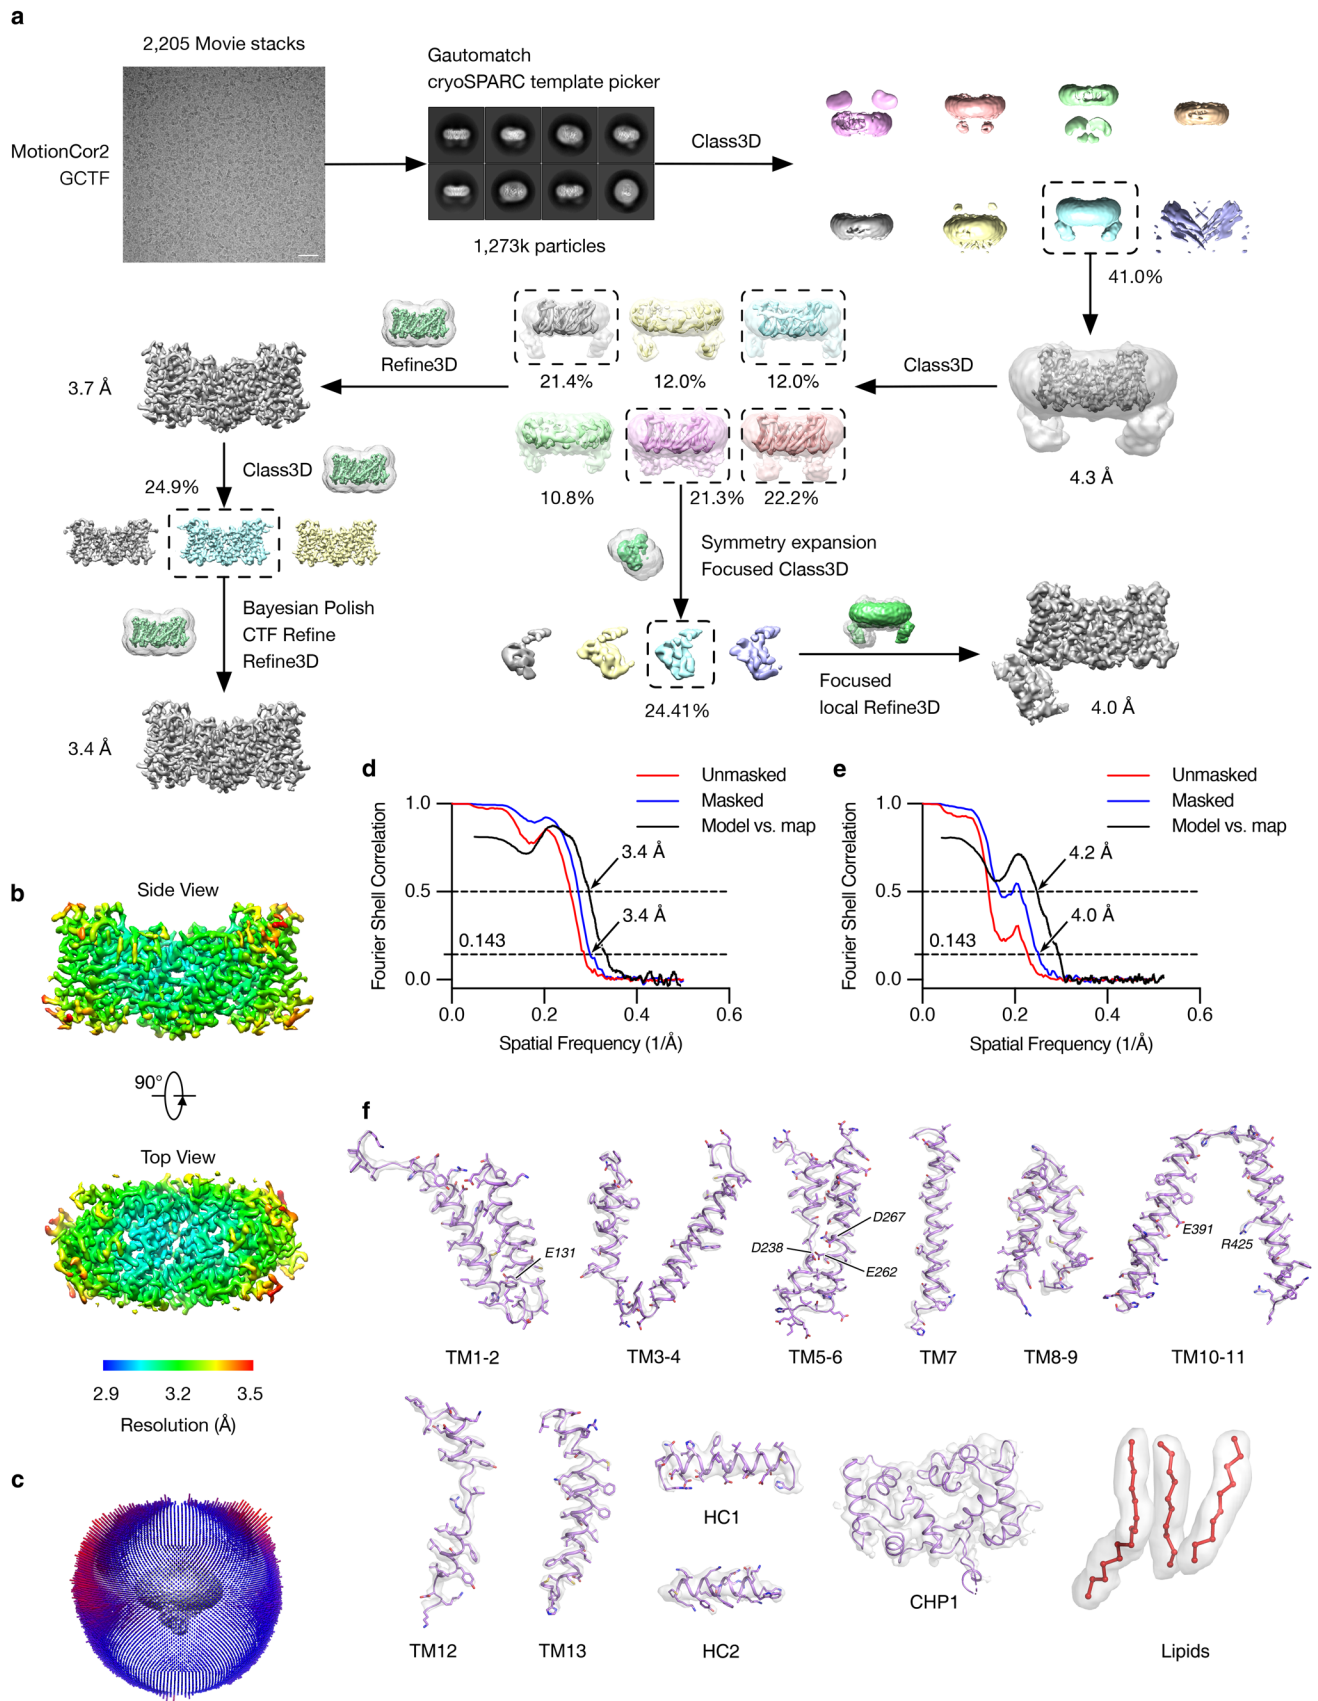 a
2,205 Movie stacks
MotionCor2
GCTF
Gautomatch
cryoSPARC template picker
1,273k particles
Class3D
41.0%
4.3 Å
Class3D
21.4%
12.0%
12.0%
10.8%
21.3%
22.2%
Refine3D
3.7 Å
Class3D
24.9%
Bayesian Polish
CTF Refine
Refine3D
3.4 Å
Symmetry expansion
Focused Class3D
24.41%
Focused
local Refine3D
4.0 Å
b
Side View
90°
Top View
2.9
3.2
3.5
Resolution (Å)
c
d
Unmasked
Masked
Model vs. map
Fourier Shell Correlation
1.0
0.5
0.0
0.143
3.4 Å
3.4 Å
0.0
0.2
0.4
0.6
Spatial Frequency (1/Å)
e
Unmasked
Masked
Model vs. map
Fourier Shell Correlation
1.0
0.5
0.0
0.143
4.2 Å
4.0 Å
0.0
0.2
0.4
0.6
Spatial Frequency (1/Å)
f
E131
D267
D238
E262
E391
R425
TM1-2
TM3-4
TM5-6
TM7
TM8-9
TM10-11
TM12
TM13
HC1
HC2
CHP1
Lipids